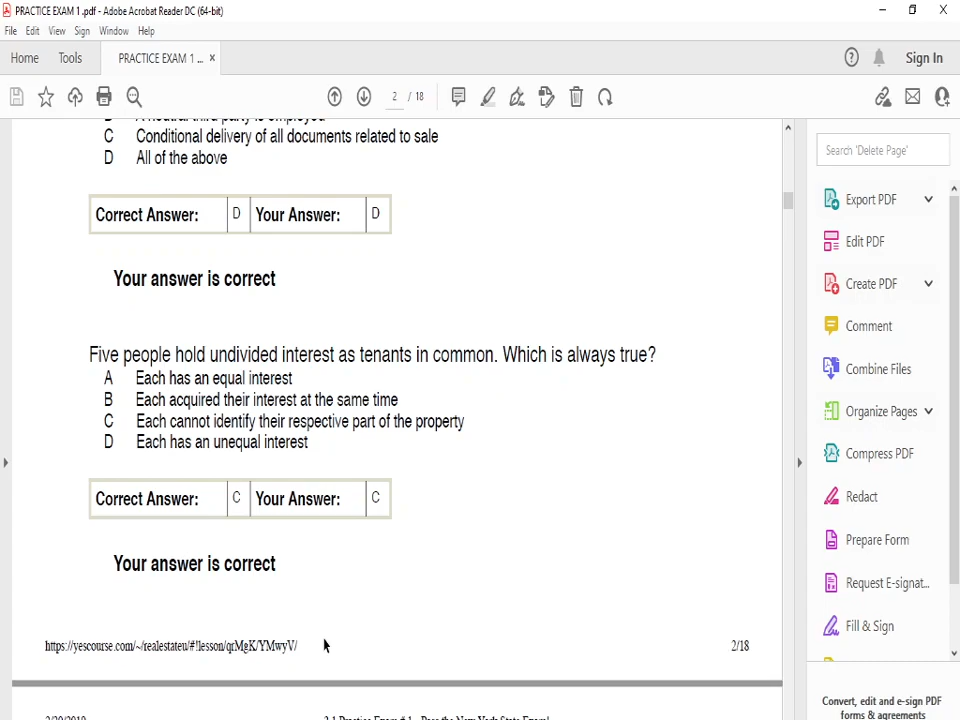 PRACTICE EXAM 1 .pdf - Adobe Acrobat Reader DC (64-bit)
File Edit View Sign Window Help
Home Tools PRACTICE EXAM 1 ... × Sign In
2 / 18
C Conditional delivery of all documents related to sale
D All of the above
Correct Answer: D Your Answer: D
Your answer is correct
Five people hold undivided interest as tenants in common. Which is always true?
A Each has an equal interest
B Each acquired their interest at the same time
C Each cannot identify their respective part of the property
D Each has an unequal interest
Correct Answer: C Your Answer: C
Your answer is correct
https://yescourse.com/~/realestateu/#!lesson/qrMgK/YMwyV/ 2/18
Search 'Delete Page'
Export PDF
Edit PDF
Create PDF
Comment
Combine Files
Organize Pages
Compress PDF
Redact
Prepare Form
Request E-signat...
Fill & Sign
Convert, edit and e-sign PDF
forms & agreements